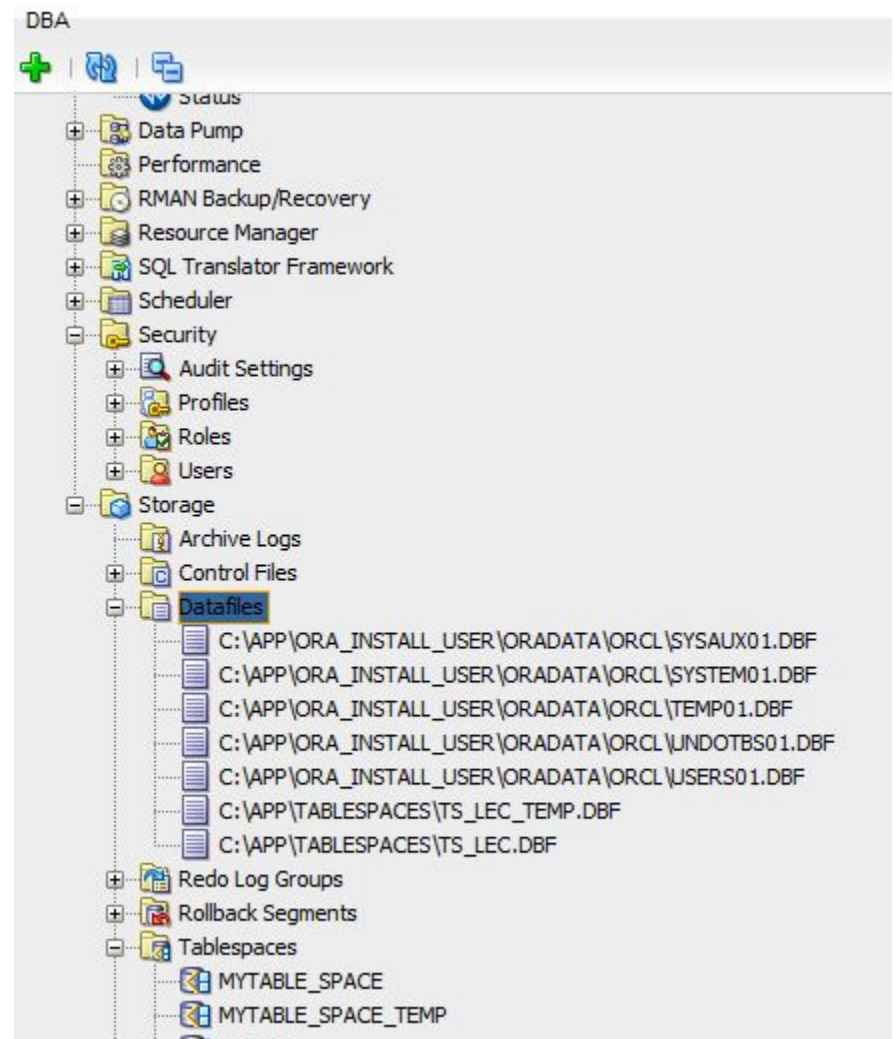 DBA
Status
Data Pump
Performance
RMAN Backup/Recovery
Resource Manager
SQL Translator Framework
Scheduler
Security
Audit Settings
Profiles
Roles
Users
Storage
Archive Logs
Control Files
Datafiles
C:\APP\ORA_INSTALL_USER\ORADATA\ORCL\SYSAUX01.DBF
C:\APP\ORA_INSTALL_USER\ORADATA\ORCL\SYSTEM01.DBF
C:\APP\ORA_INSTALL_USER\ORADATA\ORCL\TEMP01.DBF
C:\APP\ORA_INSTALL_USER\ORADATA\ORCL\UNDOTBS01.DBF
C:\APP\ORA_INSTALL_USER\ORADATA\ORCL\USERS01.DBF
C:\APP\TABLESPACES\TS_LEC_TEMP.DBF
C:\APP\TABLESPACES\TS_LEC.DBF
Redo Log Groups
Rollback Segments
Tablespaces
MYTABLE_SPACE
MYTABLE_SPACE_TEMP